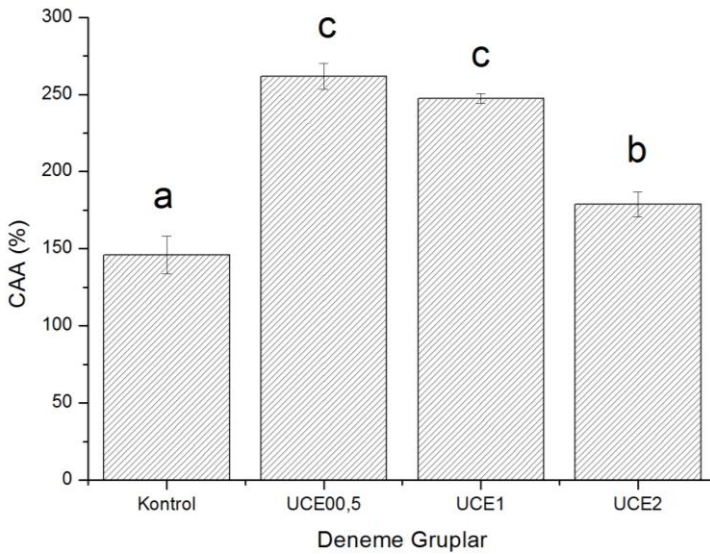 300
250
200
150
100
50
0
CAA (%)
a
c
c
b
Kontrol UCE00,5 UCE1 UCE2
Deneme Gruplar